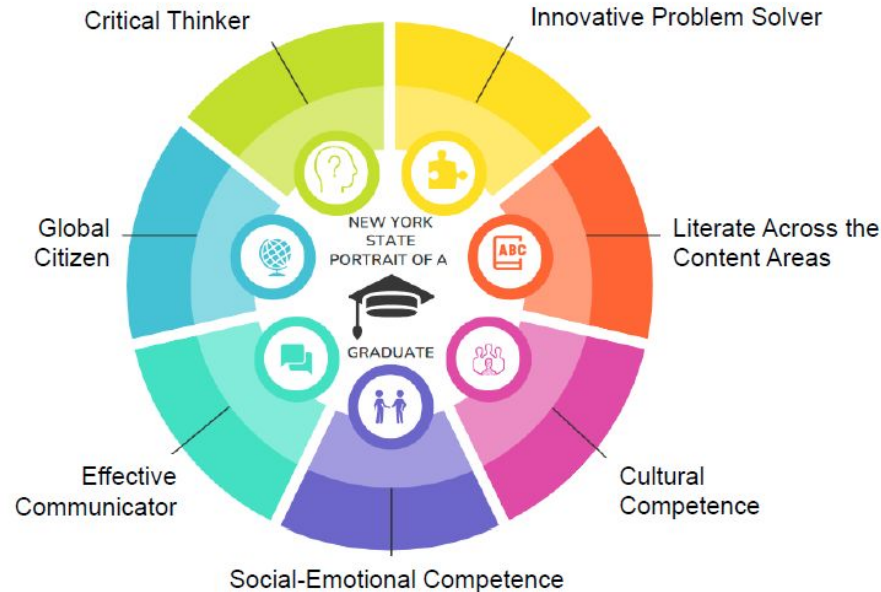 Critical Thinker
Innovative Problem Solver
Global
Citizen
NEW YORK
STATE
PORTRAIT OF A
GRADUATE
?
ABC
Literate Across the
Content Areas
Effective
Communicator
Cultural
Competence
Social-Emotional Competence